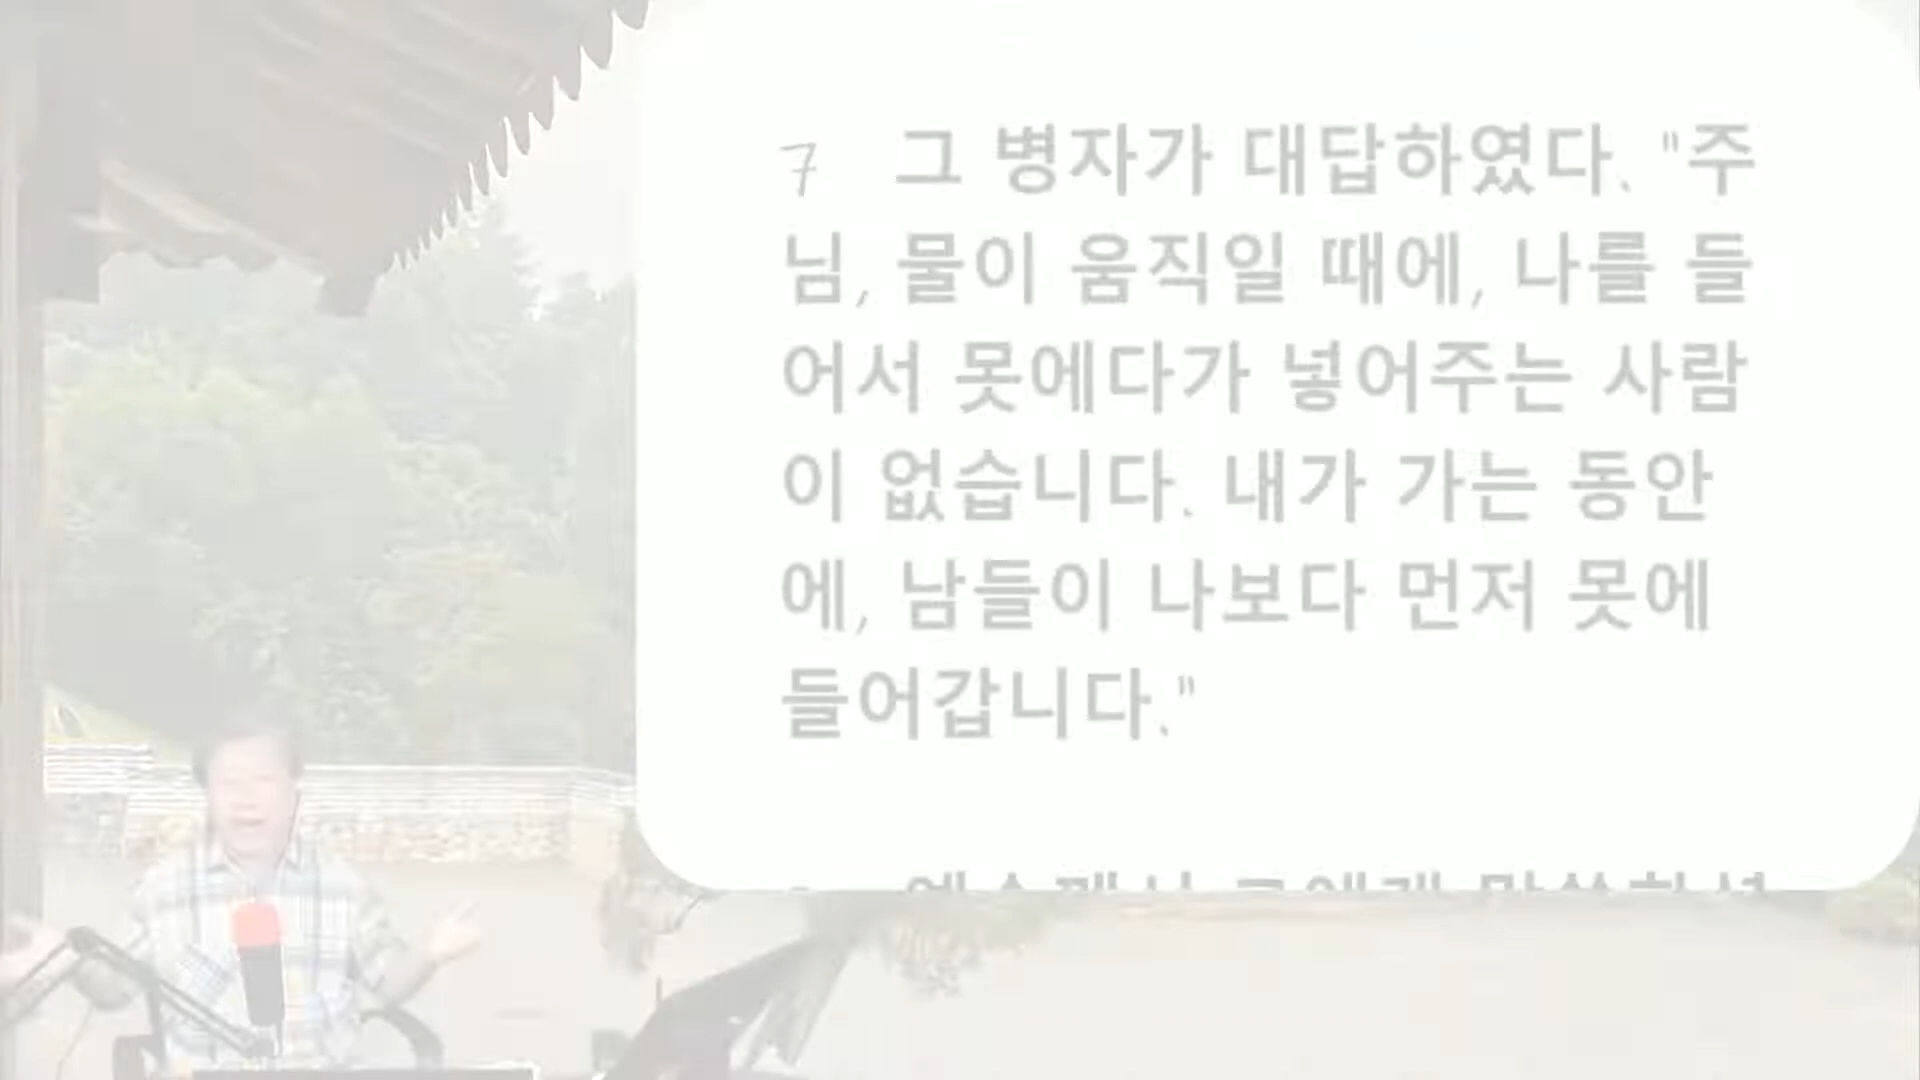 7 그 병자가 대답하였다. "주
님, 물이 움직일 때에, 나를 들
어서 못에다가 넣어주는 사람
이 없습니다. 내가 가는 동안
에, 남들이 나보다 먼저 못에
들어갑니다."